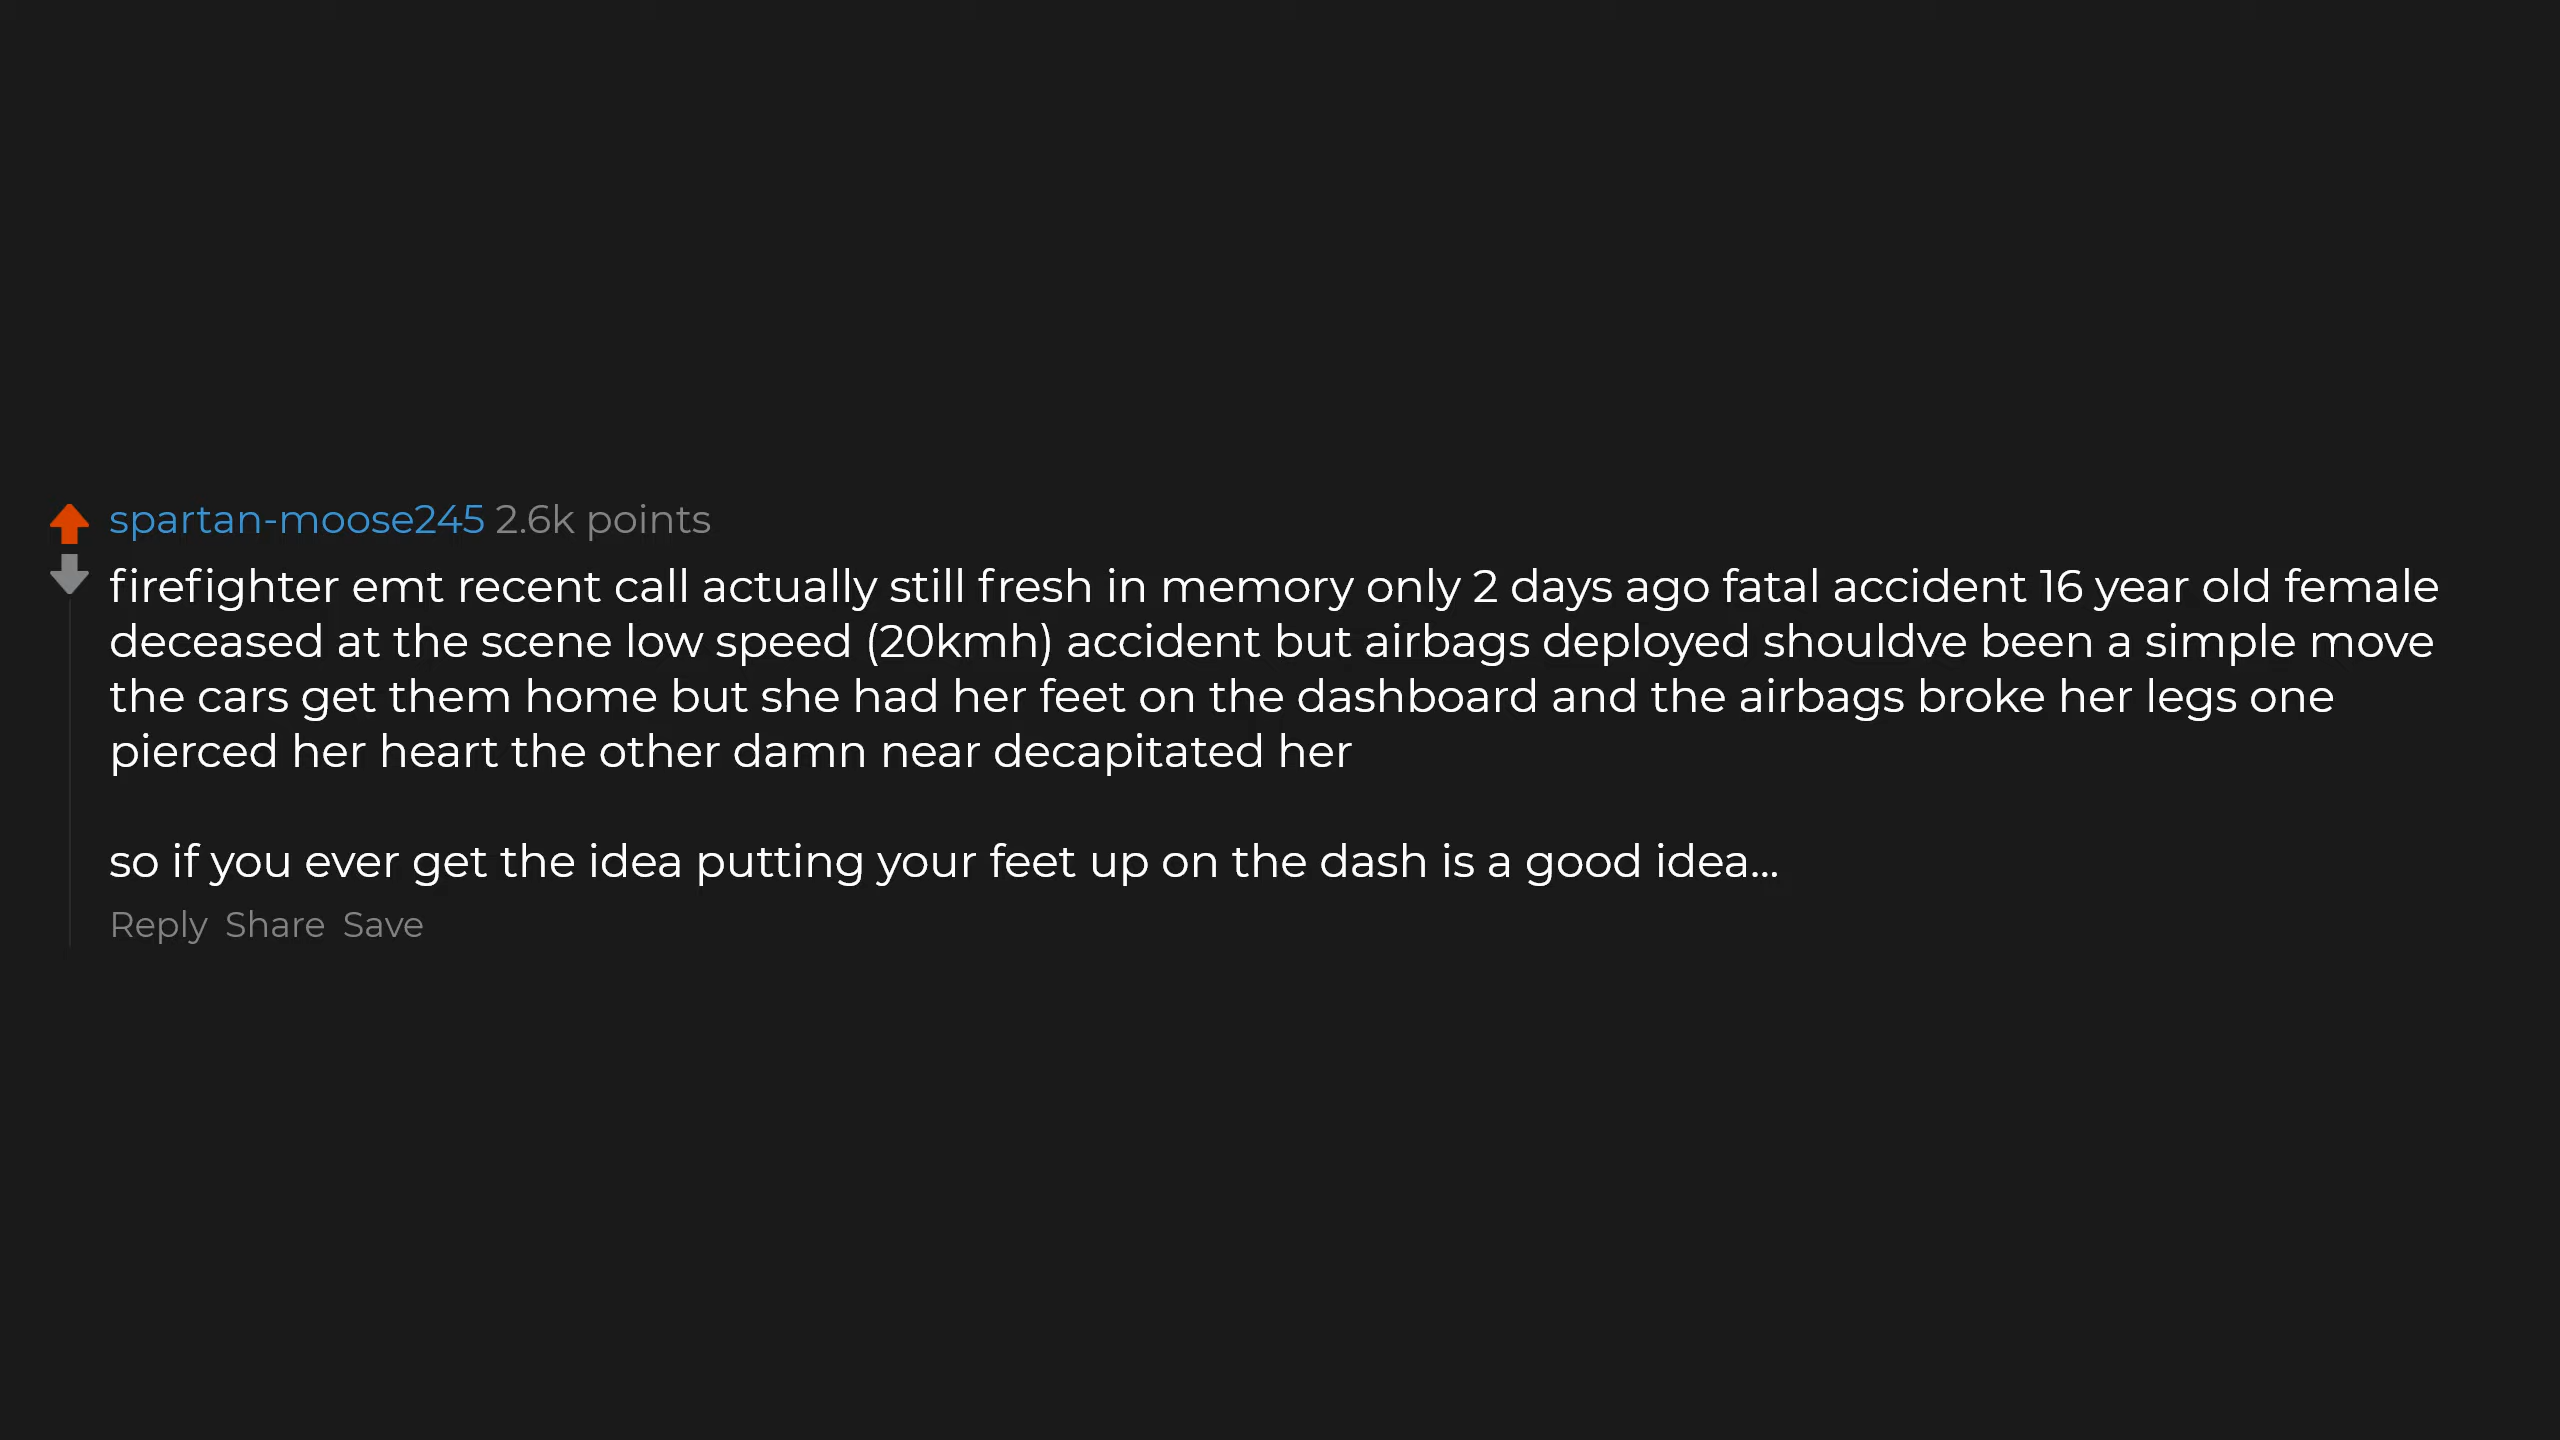 spartan-moose245 2.6k points
firefighter emt recent call actually still fresh in memory only 2 days ago fatal accident 16 year old female
deceased at the scene low speed (20kmh) accident but airbags deployed shouldve been a simple move
the cars get them home but she had her feet on the dashboard and the airbags broke her legs one
pierced her heart the other damn near decapitated her
so if you ever get the idea putting your feet up on the dash is a good idea...
Reply Share Save